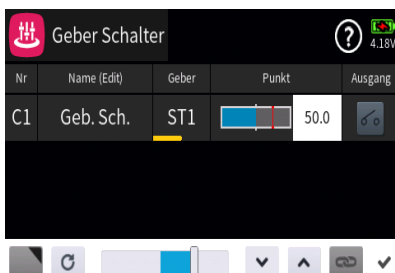 Geber Schalter
?
4.18V
Nr Name (Edit) Geber Punkt Ausgang
C1 Geb. Sch. ST1 50.0